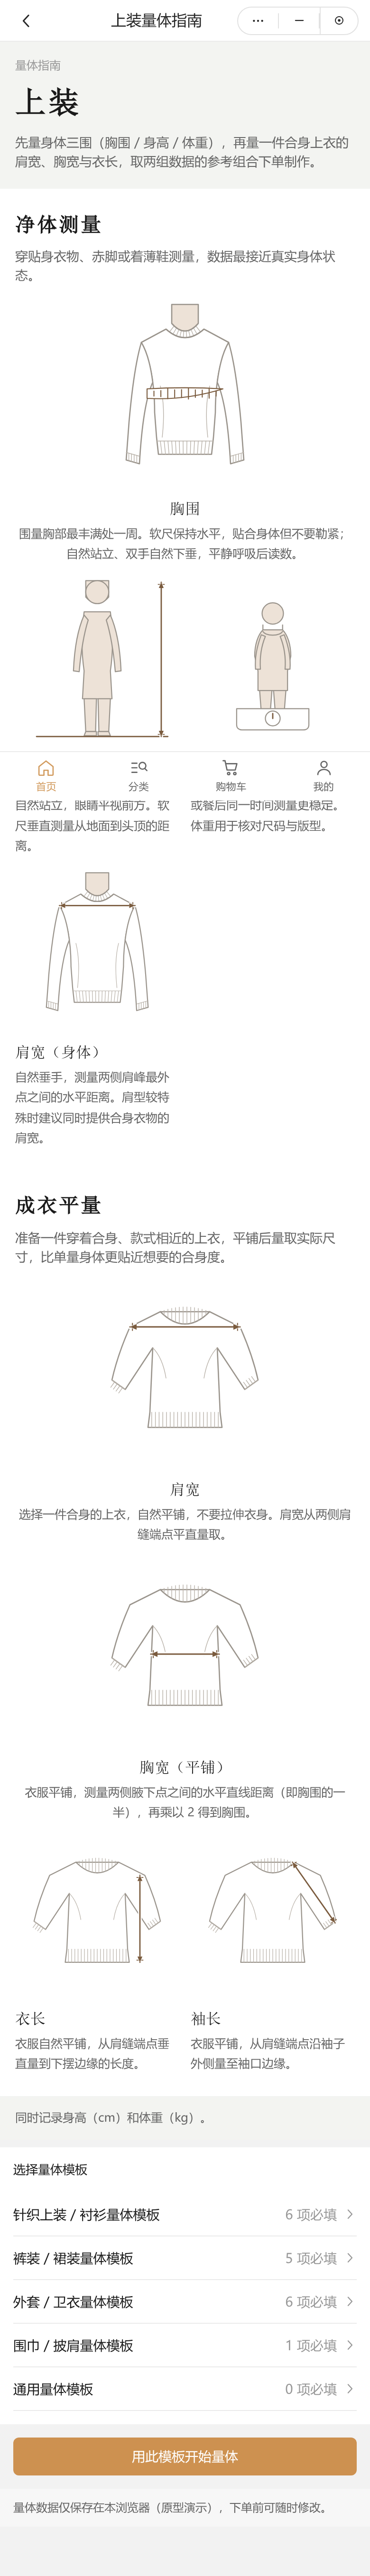 上装量体指南
量体指南
上装
先量身体三围（胸围 / 身高 / 体重），再量一件合身上衣的
肩宽、胸宽与衣长，取两组数据的参考组合下单制作。
净体测量
穿贴身衣物、赤脚或着薄鞋测量，数据最接近真实身体状
态。
胸围
围量胸部最丰满处一周。软尺保持水平，贴合身体但不要勒紧；
自然站立、双手自然下垂，平静呼吸后读数。
首页
分类
购物车
我的
自然站立，眼睛平视前方。软
尺垂直测量从地面到头顶的距
离。
或餐后同一时间测量更稳定。
体重用于核对尺码与版型。
肩宽（身体）
自然垂手，测量两侧肩峰最外
点之间的水平距离。肩型较特
殊时建议同时提供合身衣物的
肩宽。
成衣平量
准备一件穿着合身、款式相近的上衣，平铺后量取实际尺
寸，比单量身体更贴近想要的合身度。
肩宽
选择一件合身的上衣，自然平铺，不要拉伸衣身。肩宽从两侧肩
缝端点平直量取。
胸宽（平铺）
衣服平铺，测量两侧腋下点之间的水平直线距离（即胸围的一
半），再乘以 2 得到胸围。
衣长
衣服自然平铺，从肩缝端点垂
直量到下摆边缘的长度。
袖长
衣服平铺，从肩缝端点沿袖子
外侧量至袖口边缘。
同时记录身高（cm）和体重（kg）。
选择量体模板
针织上装 / 衬衫量体模板 6 项必填
裤装 / 裙装量体模板 5 项必填
外套 / 卫衣量体模板 6 项必填
围巾 / 披肩量体模板 1 项必填
通用量体模板 0 项必填
用此模板开始量体
量体数据仅保存在本浏览器（原型演示），下单前可随时修改。